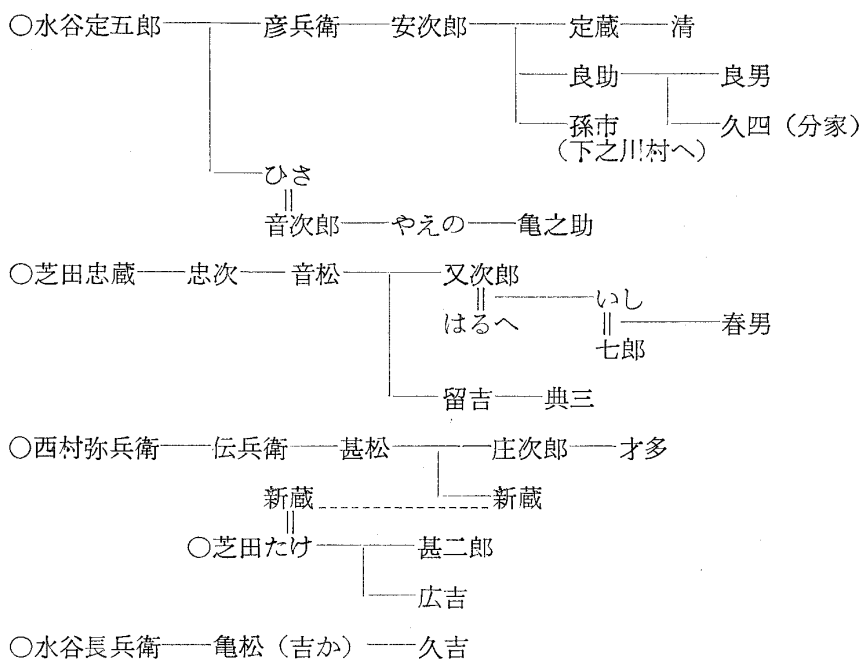 ○水谷定五郎 彦兵衛 安次郎 定蔵 清
良助 良男
孫市 久四(分家)
(下之川村へ)
ひさ
音次郎 やえの 亀之助
○芝田忠蔵 忠次 音松 又次郎
いし
はるへ 春男
七郎
留吉 典三
○西村弥兵衛 伝兵衛 甚松 庄次郎 才多
新蔵 新蔵
○芝田たけ 甚二郎
広吉
○水谷長兵衛 亀松(吉か) 久吉